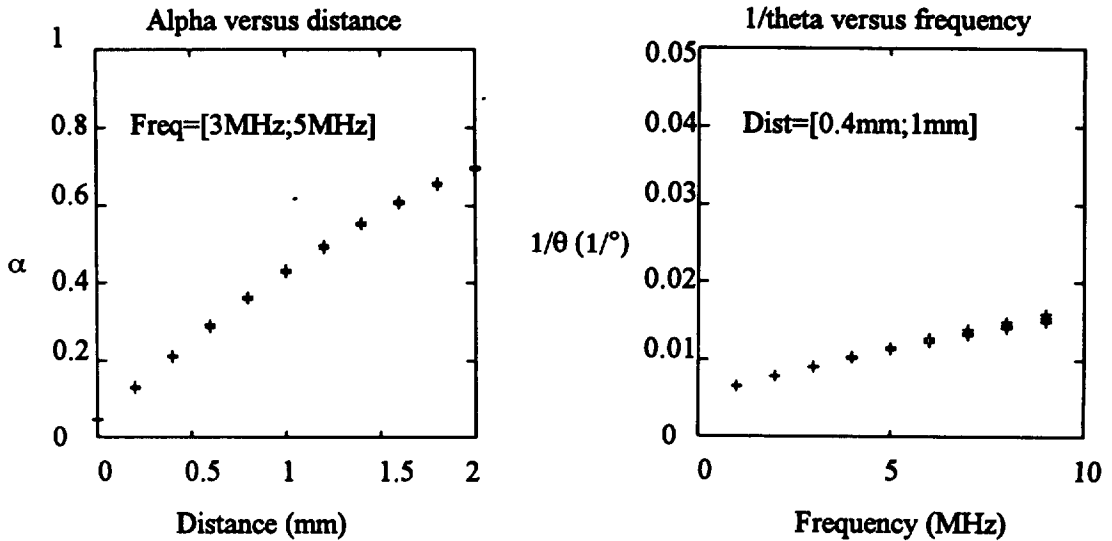 Alpha versus distance
1
0.8
0.6
0.4
0.2
0
α
Freq=[3MHz;5MHz]
0.5
1
1.5
2
Distance (mm)
1/theta versus frequency
0.05
0.04
0.03
0.02
0.01
0
1/θ (1/°)
Dist=[0.4mm;1mm]
0
5
10
Frequency (MHz)